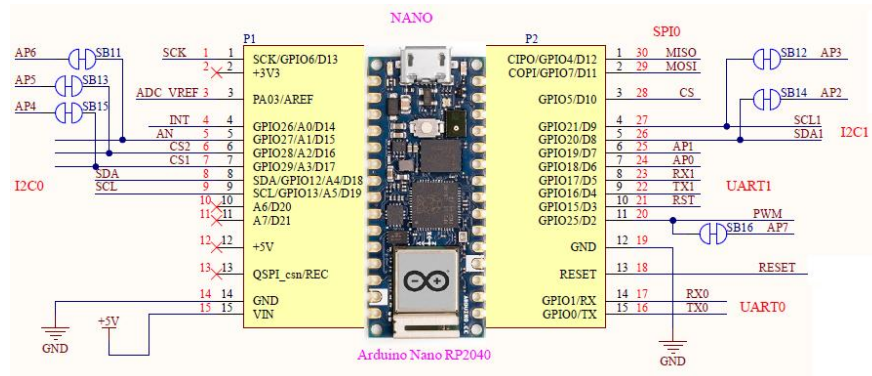 NANO
SPI0
P1
P2
AP6 SB11 SCK 1 1 SCK/GPIO6/D13
2 2 +3V3
AP5 SB13
ADC_VREF 3 3 PA03/AREF
AP4 SB15
INT 4 4 GPIO26/A0/D14
AN 5 5 GPIO27/A1/D15
CS2 6 6 GPIO28/A2/D16
CS1 7 7 GPIO29/A3/D17
I2C0 SDA 8 8 SDA/GPIO12/A4/D18
SCL 9 9 SCL/GPIO13/A5/D19
10 10 A6/D20
11 11 A7/D21
12 12 +5V
13 13 QSPI_csn/REC
14 14 GND
15 15 VIN
+5V
GND
CIPO/GPIO4/D12 1 30 MISO SB12 AP3
COPI/GPIO7/D11 2 29 MOSI
GPIO5/D10 3 28 CS SB14 AP2
GPIO21/D9 4 27 SCL1
GPIO20/D8 5 26 SDA1 I2C1
GPIO19/D7 6 25 AP1
GPIO18/D6 7 24 AP0
GPIO17/D5 8 23 RX1
GPIO16/D4 9 22 TX1 UART1
GPIO15/D3 10 21 RST
GPIO25/D2 11 20 PWM
SB16 AP7
GND 12 19
RESET 13 18 RESET
GPIO1/RX 14 17 RX0
GPIO0/TX 15 16 TX0 UART0
GND
Arduino Nano RP2040